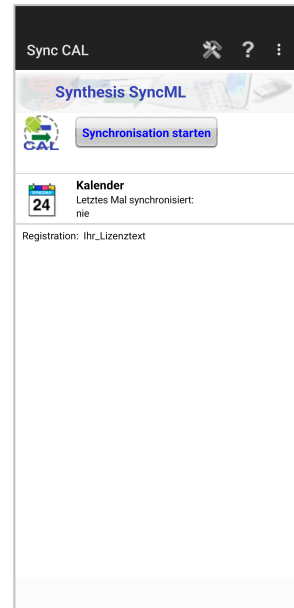 Sync CAL ?
Synthesis SyncML
CAL
Synchronisation starten
Kalender
24
Letztes Mal synchronisiert:
nie
Registration: Ihr_Lizenztext